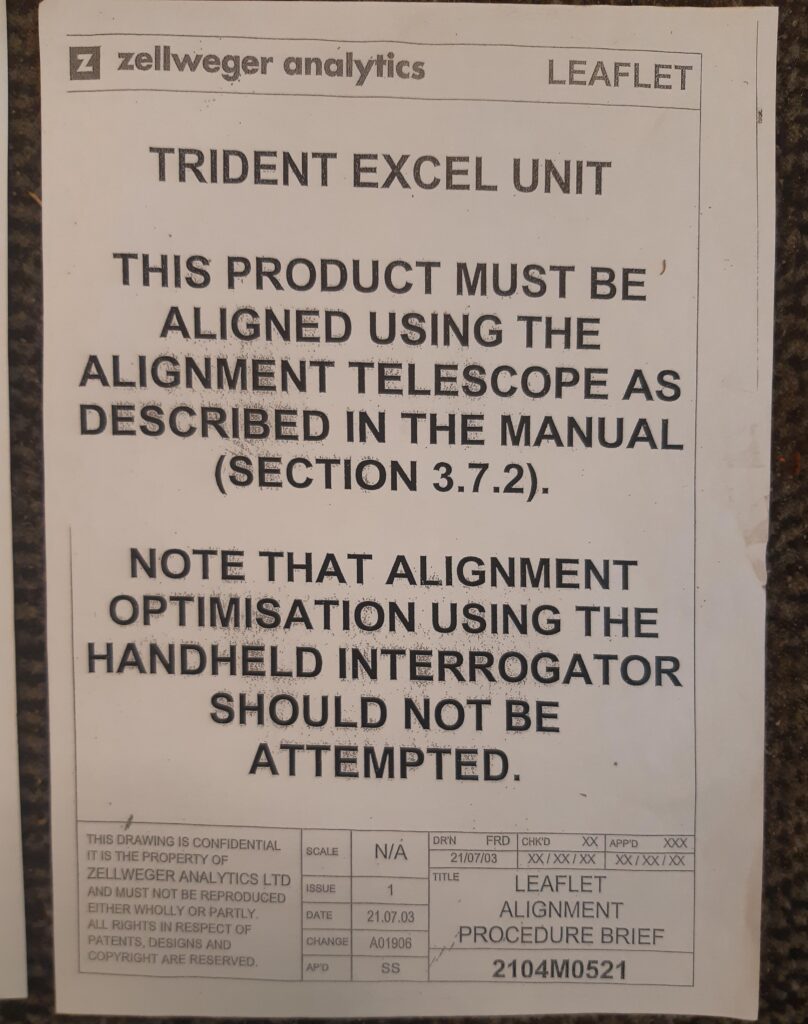 Z zellweger analytics LEAFLET
TRIDENT EXCEL UNIT
THIS PRODUCT MUST BE
ALIGNED USING THE
ALIGNMENT TELESCOPE AS
DESCRIBED IN THE MANUAL
(SECTION 3.7.2).
NOTE THAT ALIGNMENT
OPTIMISATION USING THE
HANDHELD INTERROGATOR
SHOULD NOT BE
ATTEMPTED.
THIS DRAWING IS CONFIDENTIAL
IT IS THE PROPERTY OF
ZELLWEGER ANALYTICS LTD
AND MUST NOT BE REPRODUCED
EITHER WHOLLY OR PARTLY.
ALL RIGHTS IN RESPECT OF
PATENTS, DESIGNS AND
COPYRIGHT ARE RESERVED.
SCALE N/A
ISSUE 1
DATE 21.07.03
CHANGE A01906
AP'D SS
DR'N FRD CHK'D XX APP'D XXX
21/07/03 XX/XX/XX XX/XX/XX
TITLE LEAFLET
ALIGNMENT
PROCEDURE BRIEF
2104M0521